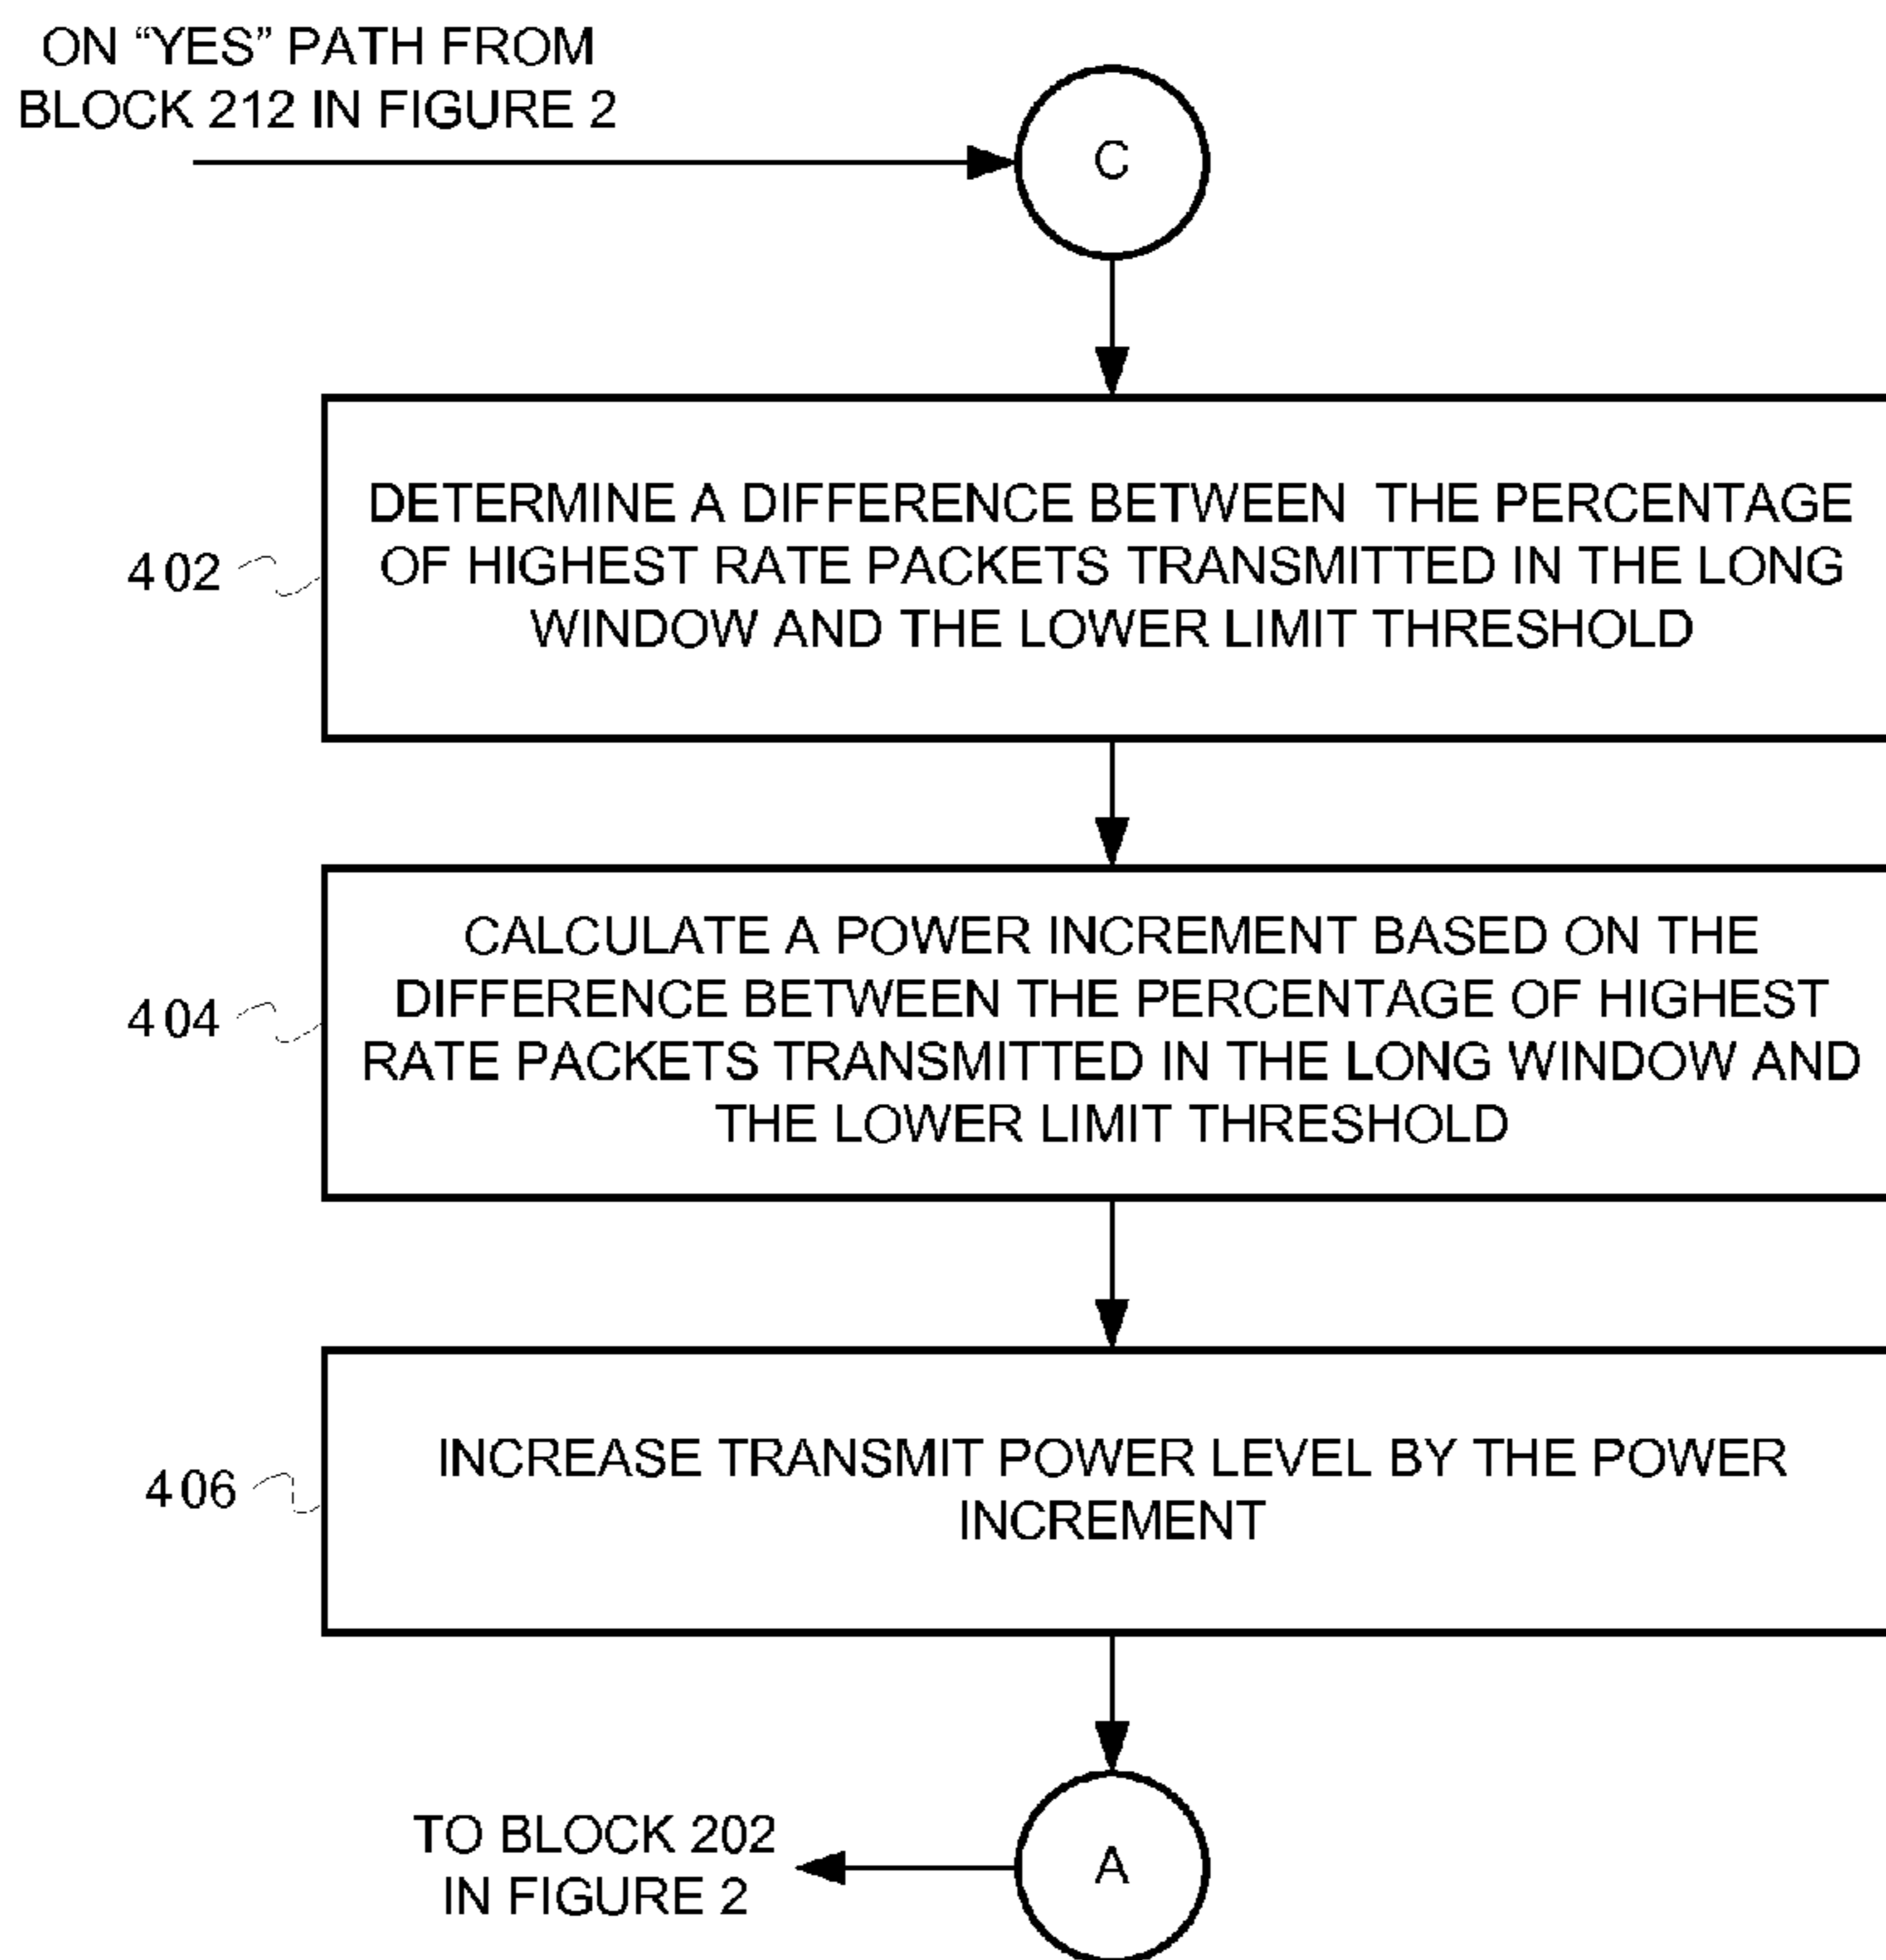 ON “YES” PATH FROM
BLOCK 212 IN FIGURE 2
C
DETERMINE A DIFFERENCE BETWEEN THE PERCENTAGE
OF HIGHEST RATE PACKETS TRANSMITTED IN THE LONG
WINDOW AND THE LOWER LIMIT THRESHOLD
402
CALCULATE A POWER INCREMENT BASED ON THE
DIFFERENCE BETWEEN THE PERCENTAGE OF HIGHEST
RATE PACKETS TRANSMITTED IN THE LONG WINDOW AND
THE LOWER LIMIT THRESHOLD
404
INCREASE TRANSMIT POWER LEVEL BY THE POWER
INCREMENT
406
TO BLOCK 202
IN FIGURE 2
A